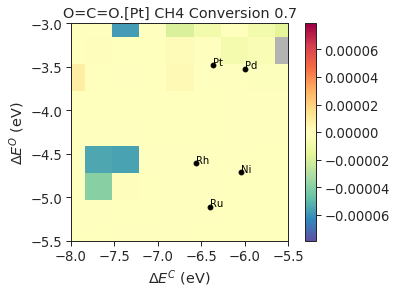 O=C=O.[Pt] CH4 Conversion 0.7
−3.0
−3.5
−4.0
−4.5
−5.0
−5.5
ΔE^O (eV)
Pt
Pd
Rh
Ni
Ru
−8.0 −7.5 −7.0 −6.5 −6.0 −5.5
ΔE^C (eV)
0.00006
0.00004
0.00002
0.00000
−0.00002
−0.00004
−0.00006